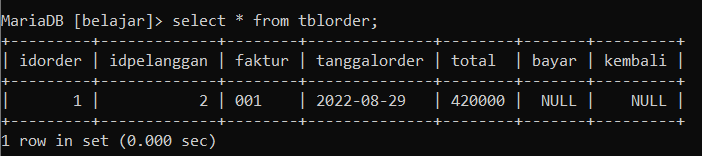 MariaDB [belajar]> select * from tblorder;
+---------+-------------+--------+--------------+--------+-------+---------+
| idorder | idpelanggan | faktur | tanggalorder | total  | bayar | kembali |
+---------+-------------+--------+--------------+--------+-------+---------+
|       1 |           2 | 001    | 2022-08-29   | 420000 |  NULL |    NULL |
+---------+-------------+--------+--------------+--------+-------+---------+
1 row in set (0.000 sec)